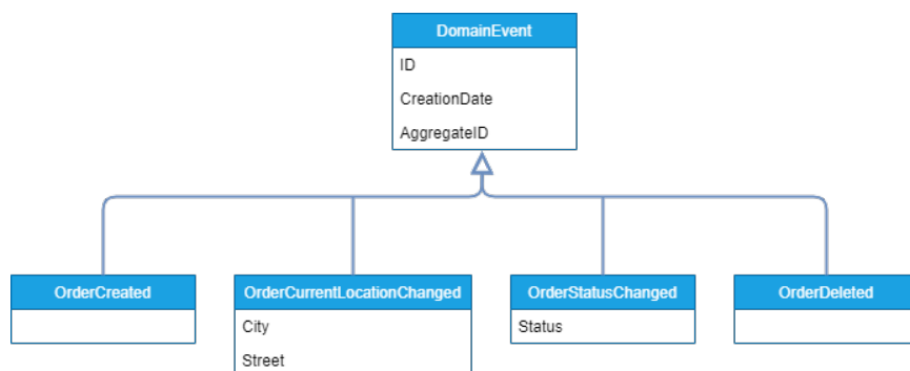 DomainEvent
ID
CreationDate
AggregateID
OrderCreated
OrderCurrentLocationChanged
City
Street
OrderStatusChanged
Status
OrderDeleted